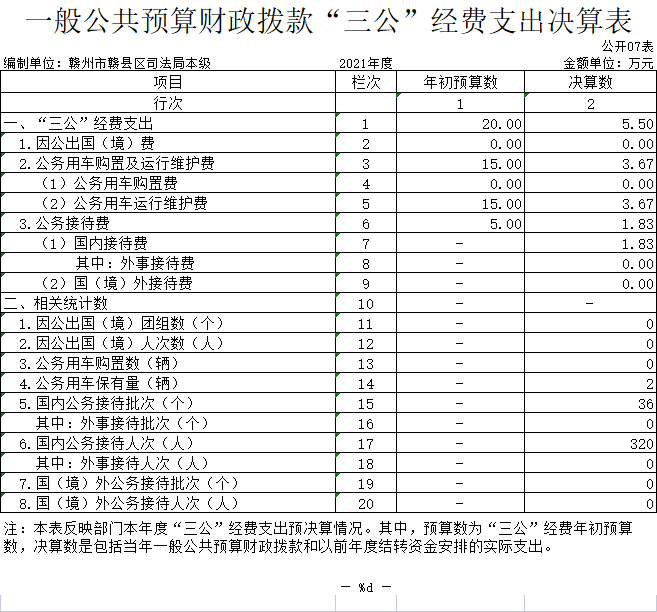 一般公共预算财政拨款“三公”经费支出决算表
公开07表
编制单位：赣州市赣县区司法局本级 2021年度 金额单位：万元
项目 栏次 年初预算数 决算数
行次 1 2
一、“三公”经费支出 1 20.00 5.50
1.因公出国（境）费 2 0.00 0.00
2.公务用车购置及运行维护费 3 15.00 3.67
（1）公务用车购置费 4 0.00 0.00
（2）公务用车运行维护费 5 15.00 3.67
3.公务接待费 6 5.00 1.83
（1）国内接待费 7 — 1.83
其中：外事接待费 8 — 0.00
（2）国（境）外接待费 9 — 0.00
二、相关统计数 10 — —
1.因公出国（境）团组数（个） 11 — 0
2.因公出国（境）人次数（人） 12 — 0
3.公务用车购置数（辆） 13 — 0
4.公务用车保有量（辆） 14 — 2
5.国内公务接待批次（个） 15 — 36
其中：外事接待批次（个） 16 — 0
6.国内公务接待人次（人） 17 — 320
其中：外事接待人次（人） 18 — 0
7.国（境）外公务接待批次（个） 19 — 0
8.国（境）外公务接待人次（人） 20 — 0
注：本表反映部门本年度“三公”经费支出预决算情况。其中，预算数为“三公”经费年初预算
数，决算数是包括当年一般公共预算财政拨款和以前年度结转资金安排的实际支出。
— %d —